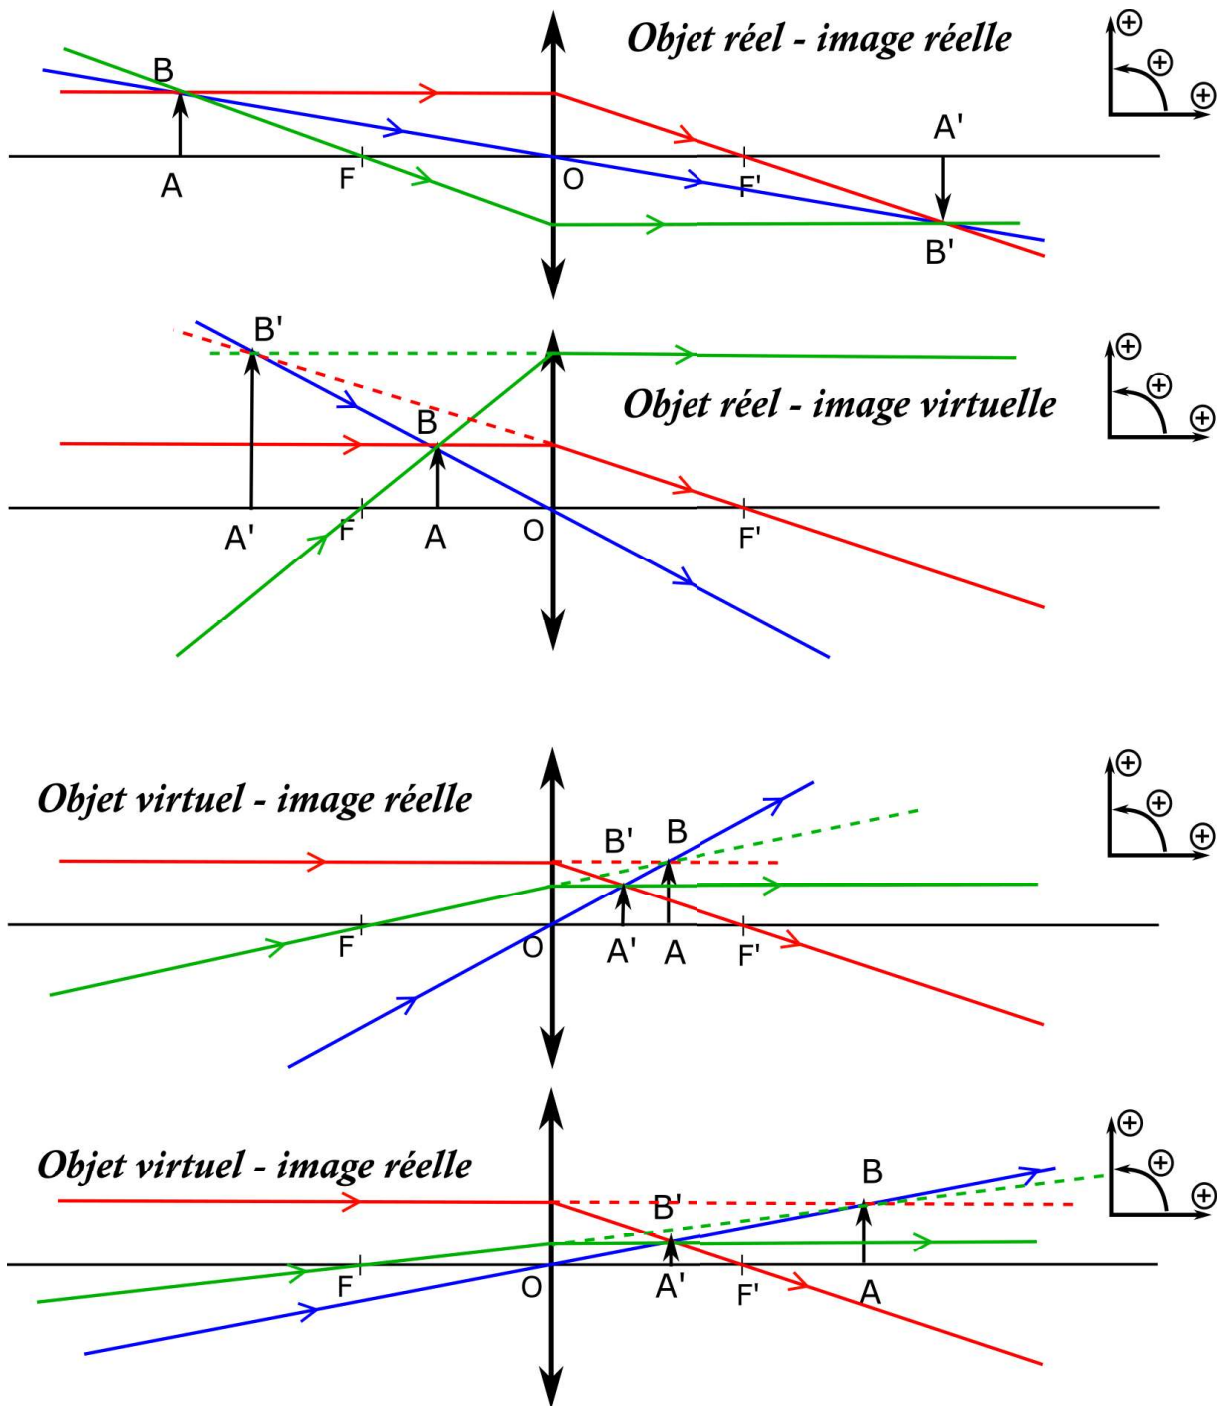 Objet réel - image réelle
⊕
⊕
⊕
B
A'
A
F
O
F'
B'
B'
⊕
⊕
⊕
Objet réel - image virtuelle
B
A'
F
A
O
F'
⊕
⊕
⊕
Objet virtuel - image réelle
B'
B
F
O
A'
A
F'
⊕
⊕
⊕
Objet virtuel - image réelle
B'
B
F
O
A'
F'
A